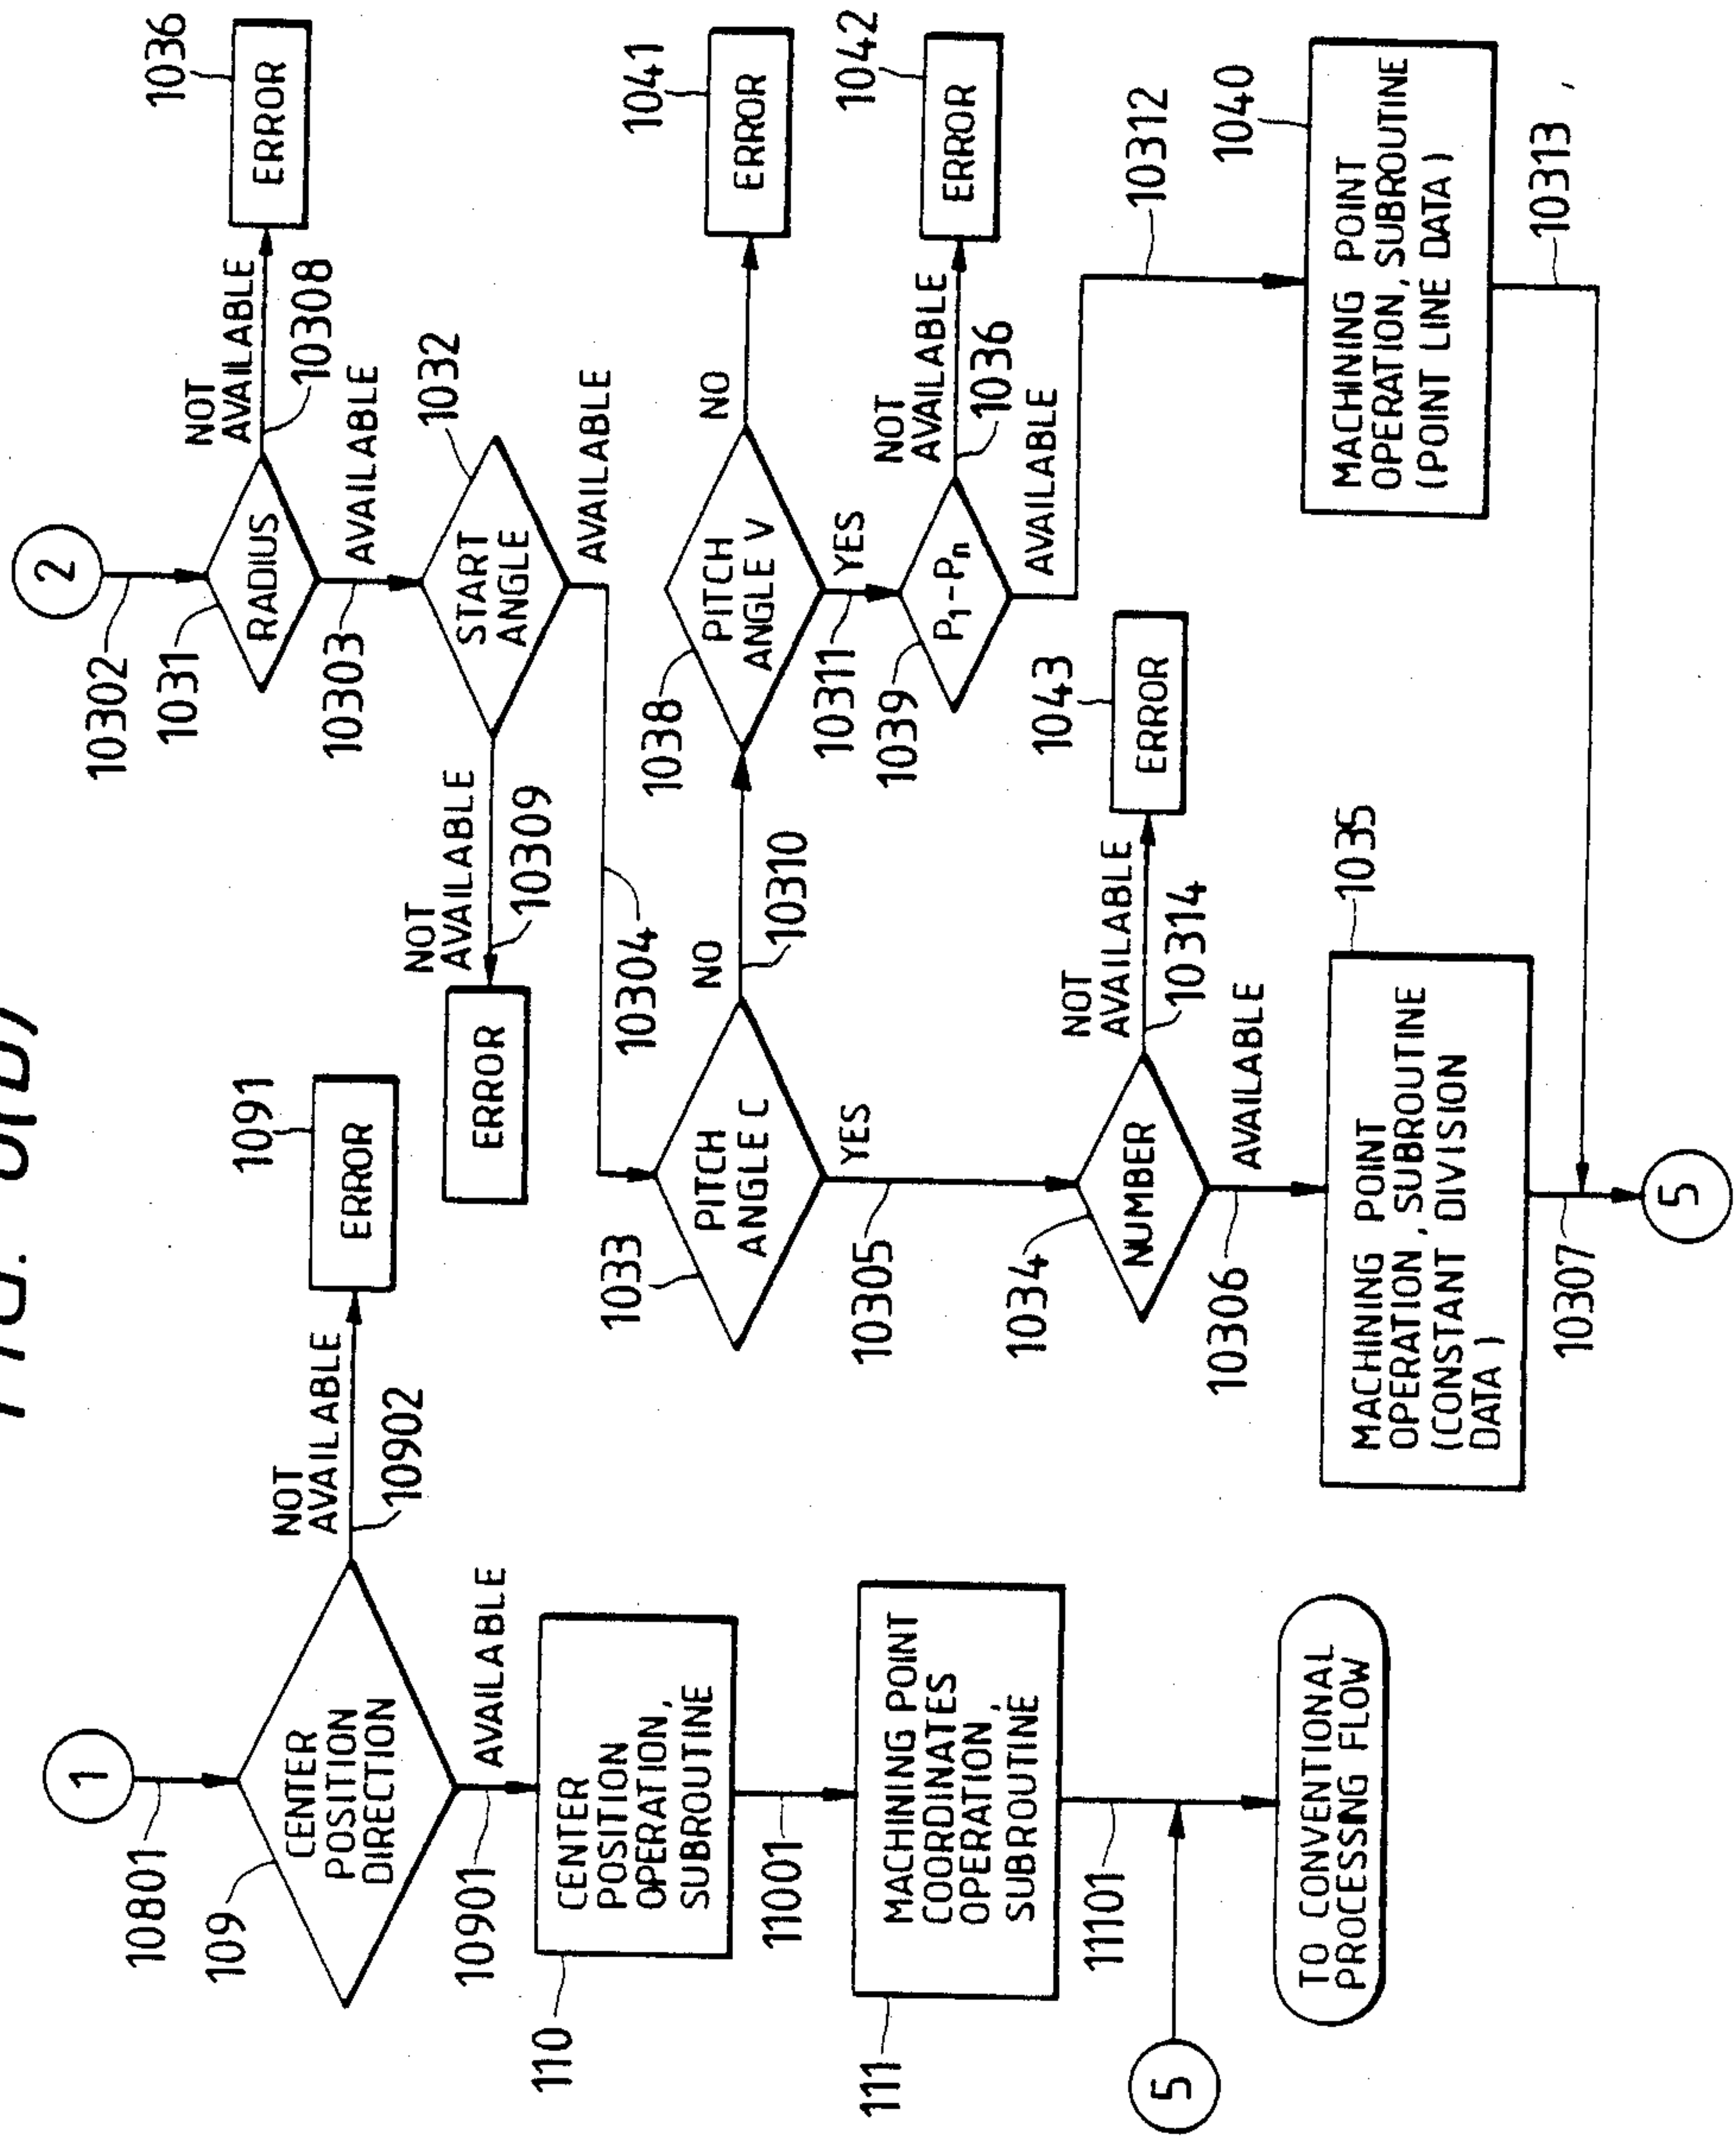 1
10801
109
CENTER
POSITION
DIRECTION
NOT
AVAILABLE
10902
1091
ERROR
AVAILABLE
10901
110
CENTER
POSITION
OPERATION,
SUBROUTINE
11001
111
MACHINING POINT
COORDINATES
OPERATION,
SUBROUTINE
11101
5
TO CONVENTIONAL
PROCESSNG FLOW
2
10302
1031
RADIUS
NOT
AVAILABLE
10308
1036
ERROR
10303
AVAILABLE
1032
START
ANGLE
NOT
AVAILABLE
10309
ERROR
AVAILABLE
10304
1033
PITCH
ANGLE C
NO
10310
1038
PITCH
ANGLE V
NO
1041
ERROR
YES
10305
YES
10311
1039
P1-Pn
NOT
AVAILABLE
1036
1042
ERROR
AVAILABLE
10312
1034
NUMBER
NOT
AVAILABLE
10314
1043
ERROR
10306
AVAILABLE
1035
MACHINING POINT
OPERATION, SUBROUTINE
(CONSTANT DIVISION
DATA)
1040
MACHINING POINT
OPERATION, SUBROUTINE
(POINT LINE DATA)
10313
10307
5